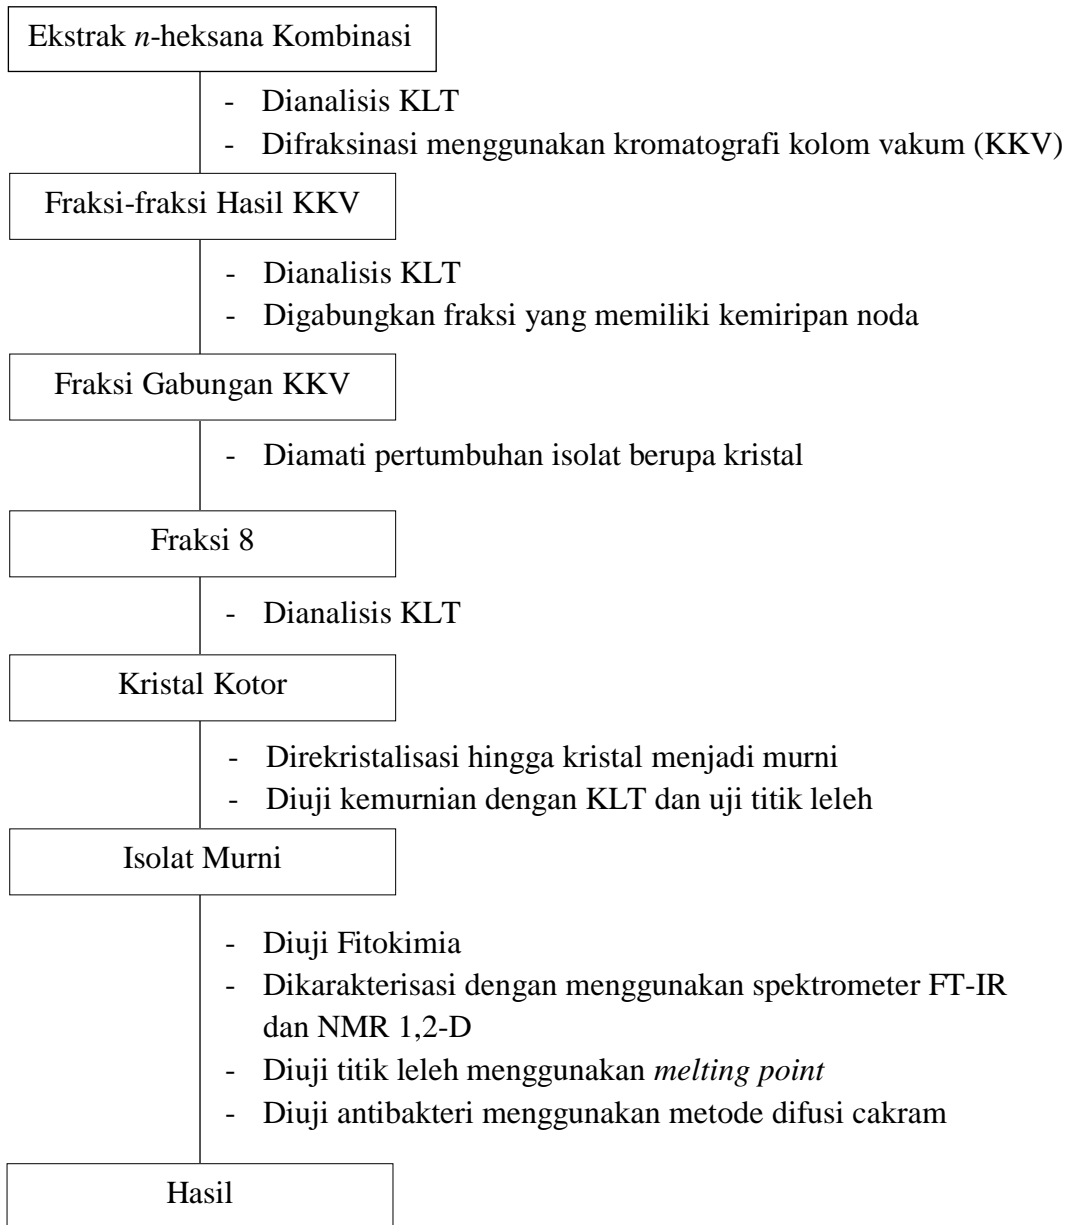 Ekstrak n-heksana Kombinasi
- Dianalisis KLT
- Difraksinasi menggunakan kromatografi kolom vakum (KKV)
Fraksi-fraksi Hasil KKV
- Dianalisis KLT
- Digabungkan fraksi yang memiliki kemiripan noda
Fraksi Gabungan KKV
- Diamati pertumbuhan isolat berupa kristal
Fraksi 8
- Dianalisis KLT
Kristal Kotor
- Direkristalisasi hingga kristal menjadi murni
- Diuji kemurnian dengan KLT dan uji titik leleh
Isolat Murni
- Diuji Fitokimia
- Dikarakterisasi dengan menggunakan spektrometer FT-IR
dan NMR 1,2-D
- Diuji titik leleh menggunakan melting point
- Diuji antibakteri menggunakan metode difusi cakram
Hasil